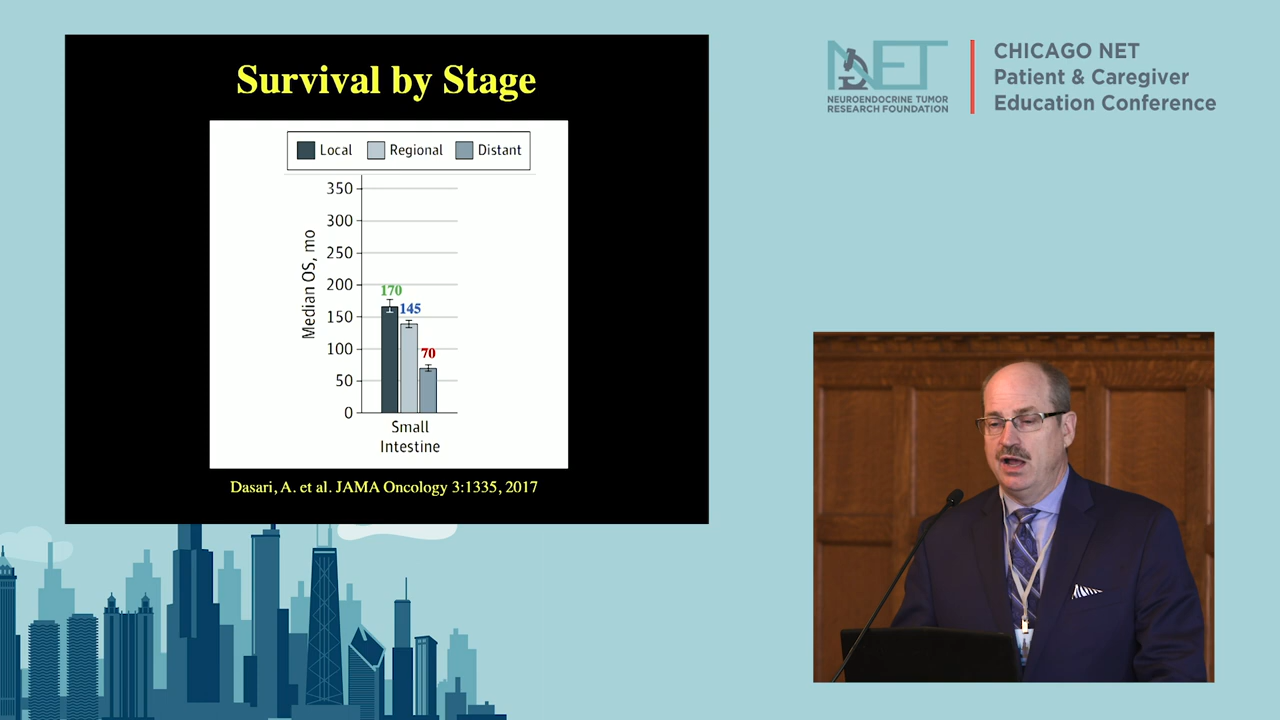 Survival by Stage
Local Regional Distant
350
300
250
200
150
100
50
0
Median OS, mo
170
145
70
Small
Intestine
Dasari, A. et al. JAMA Oncology 3:1335, 2017
NET
NEUROENDOCRINE TUMOR
RESEARCH FOUNDATION
CHICAGO NET
Patient & Caregiver
Education Conference